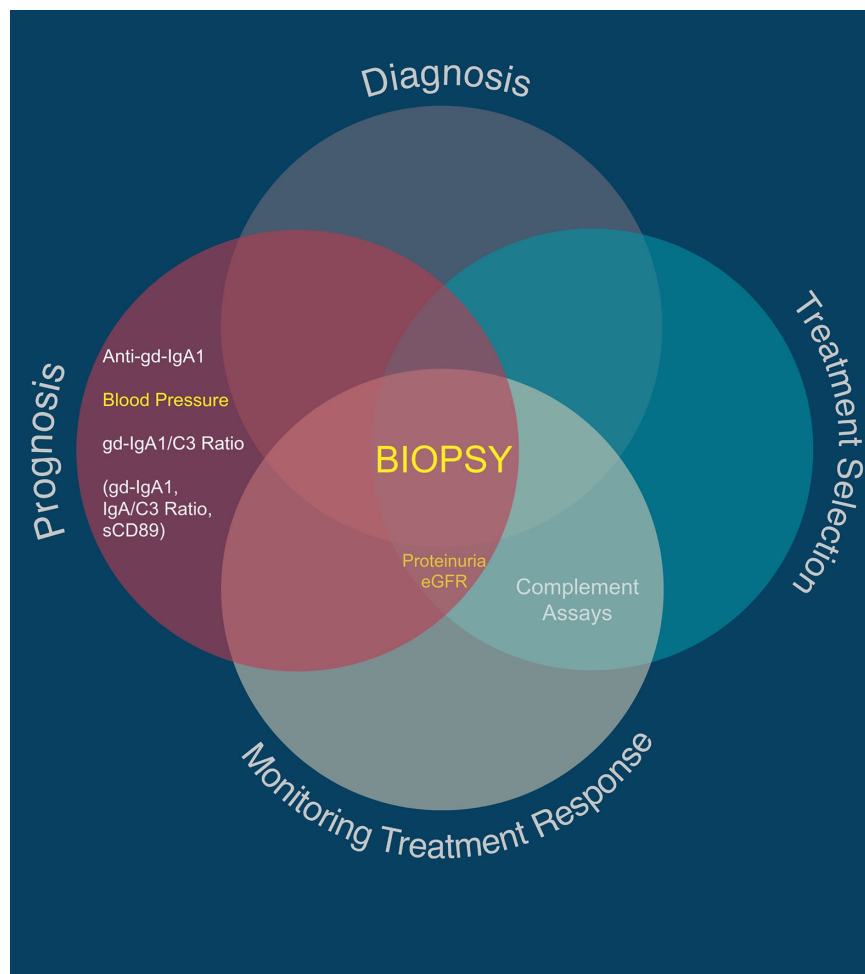 Diagnosis
Treatment Selection
Prognosis
Anti-gd-IgA1
Blood Pressure
gd-IgA1/C3 Ratio
(gd-IgA1,
IgA/C3 Ratio,
sCD89)
BIOPSY
Proteinuria
eGFR
Complement
Assays
Monitoring Treatment Response